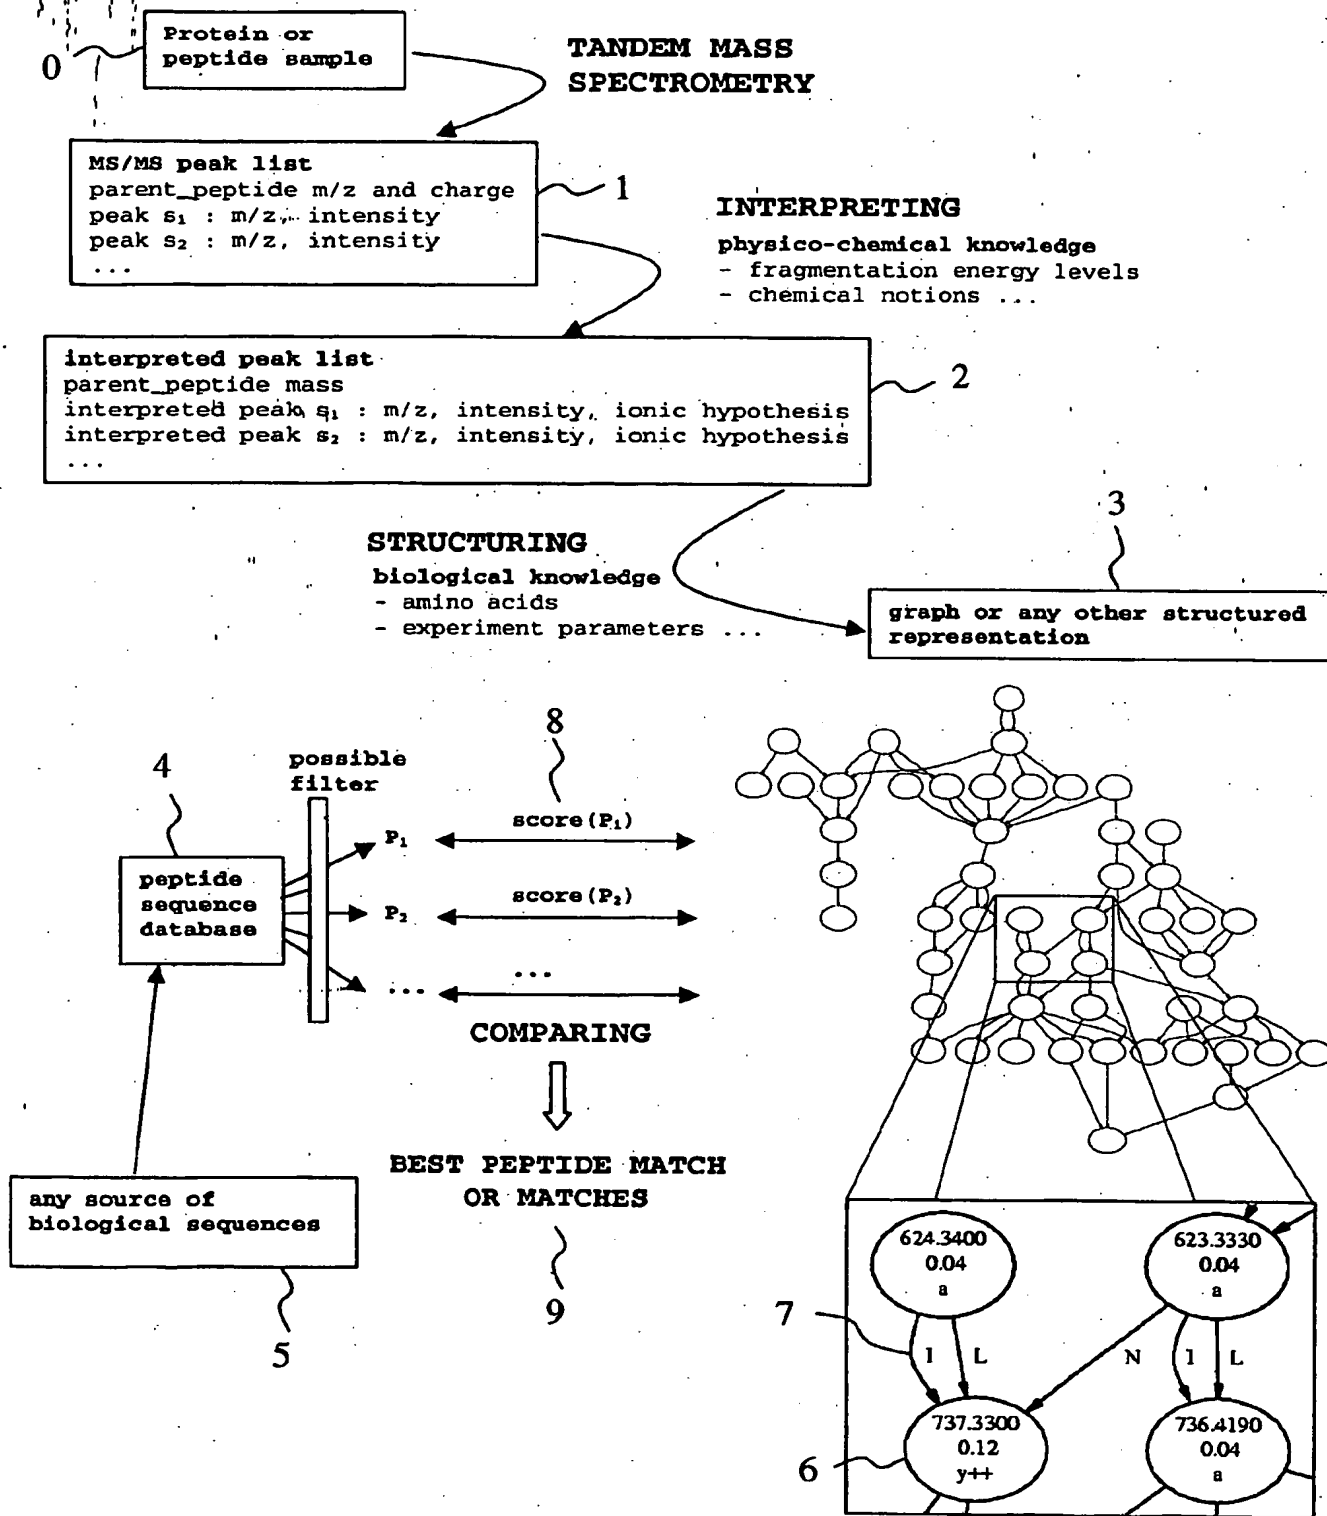 0
Protein or
peptide sample
TANDEM MASS
SPECTROMETRY
MS/MS peak list
parent_peptide m/z and charge
peak s₁ : m/z, intensity
peak s₂ : m/z, intensity
...
1
INTERPRETING
physico-chemical knowledge
- fragmentation energy levels
- chemical notions ...
interpreted peak list
parent_peptide mass
interpreted peak s₁ : m/z, intensity, ionic hypothesis
interpreted peak s₂ : m/z, intensity, ionic hypothesis
...
2
STRUCTURING
biological knowledge
- amino acids
- experiment parameters ...
3
graph or any other structured
representation
4
possible
filter
8
peptide
sequence
database
P₁
score(P₁)
P₂
score(P₂)
...
...
COMPARING
BEST PEPTIDE MATCH
OR MATCHES
9
any source of
biological sequences
5
624.3400
0.04
a
623.3330
0.04
a
7
I
L
N
I
L
737.3300
0.12
y++
736.4190
0.04
a
6